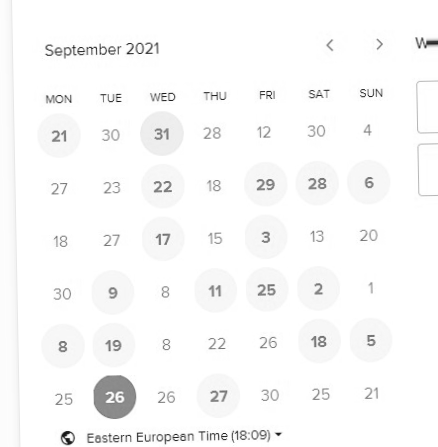 September 2021
MON TUE WED THU FRI SAT SUN
21 30 31 28 12 30 4
27 23 22 18 29 28 6
18 27 17 15 3 13 20
30 9 8 11 25 2 1
8 19 8 22 26 18 5
25 26 26 27 30 25 21
Eastern European Time (18:09)